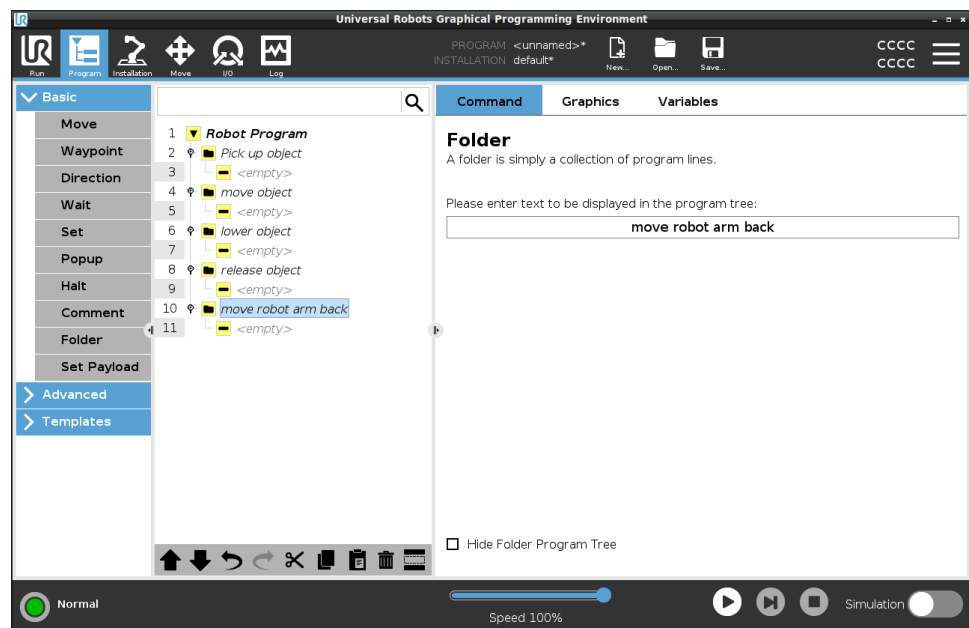 UR
Universal Robots Graphical Programming Environment
UR
Run
Program
Installation
Move
I/O
Log
PROGRAM <unnamed>*
INSTALLATION default*
New...
Open...
Save...
CCCC
CCCC
Basic
Move
Waypoint
Direction
Wait
Set
Popup
Halt
Comment
Folder
Set Payload
Advanced
Templates
1 Robot Program
2 Pick up object
3 <empty>
4 move object
5 <empty>
6 lower object
7 <empty>
8 release object
9 <empty>
10 move robot arm back
11 <empty>
Command Graphics Variables
Folder
A folder is simply a collection of program lines.
Please enter text to be displayed in the program tree:
move robot arm back
Hide Folder Program Tree
Normal
Speed 100%
Simulation